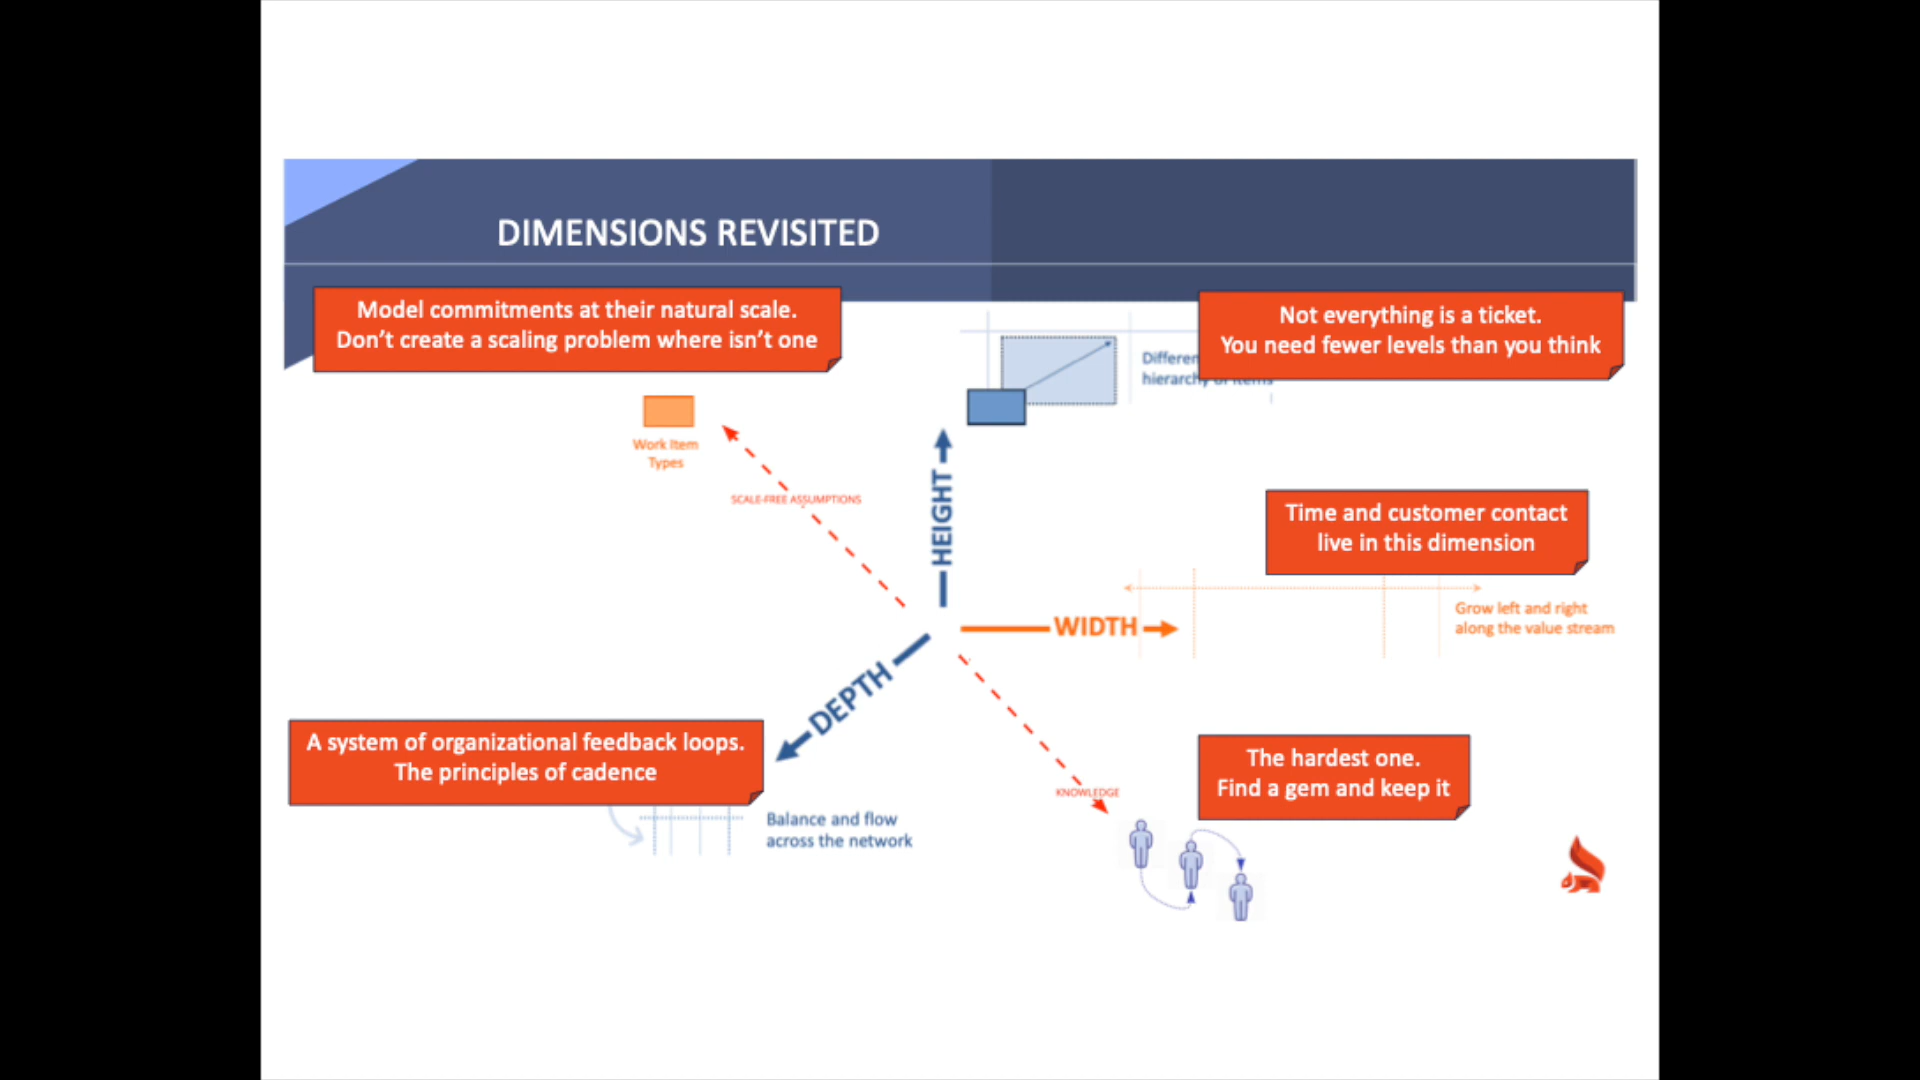 DIMENSIONS REVISITED
Model commitments at their natural scale.
Don't create a scaling problem where isn't one
Not everything is a ticket.
You need fewer levels than you think
hierarchy of items
Work Item
Types
SCALE-FREE ASSUMPTIONS
HEIGHT
Time and customer contact
live in this dimension
WIDTH
Grow left and right
along the value stream
DEPTH
A system of organizational feedback loops.
The principles of cadence
Balance and flow
across the network
KNOWLEDGE
The hardest one.
Find a gem and keep it